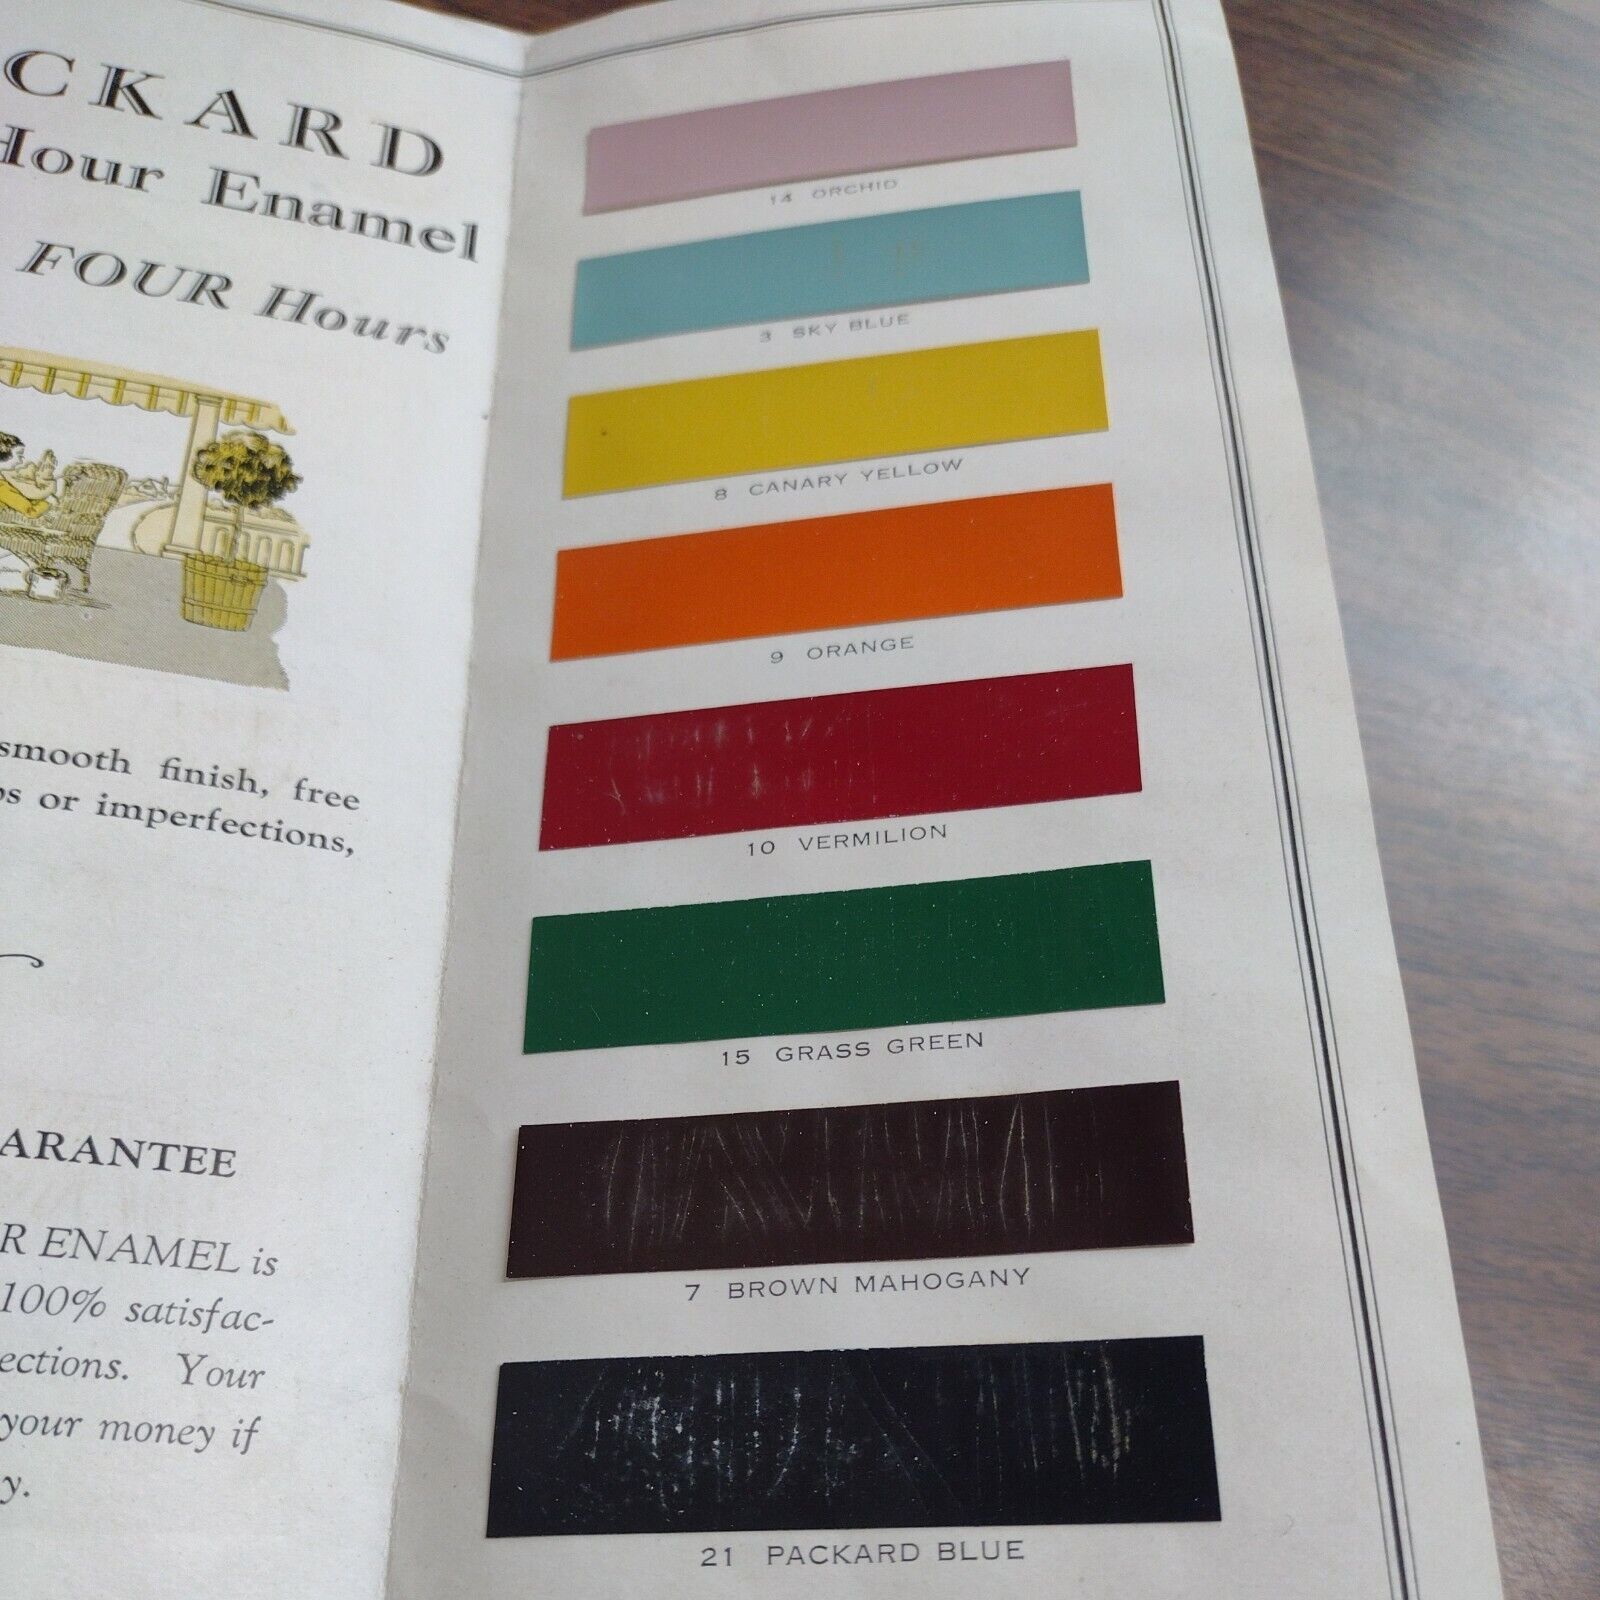 CKARD
Hour Enamel
FOUR Hours
smooth finish, free
or imperfections,
ARANTEE
R ENAMEL is
100% satisfac-
ections. Your
your money if
y.
14 ORCHID
3 SKY BLUE
8 CANARY YELLOW
9 ORANGE
10 VERMILION
15 GRASS GREEN
7 BROWN MAHOGANY
21 PACKARD BLUE